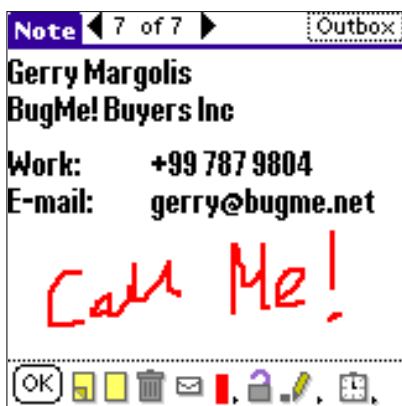 Note 7 of 7 Outbox
Gerry Margolis
BugMe! Buyers Inc
Work: +99 787 9804
E-mail: gerry@bugme.net
Call Me!
OK